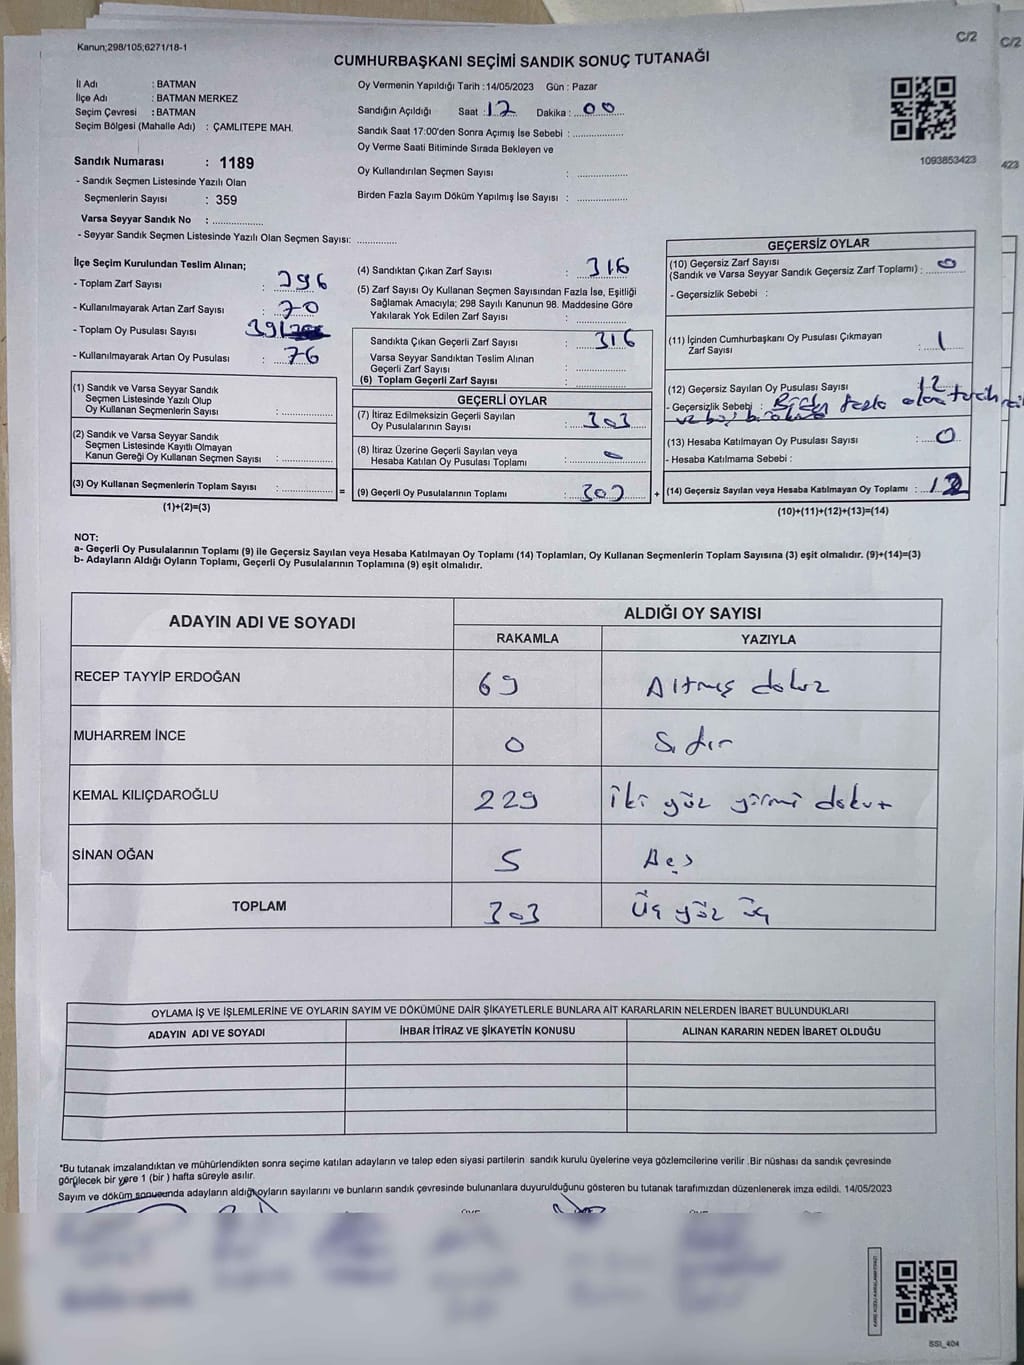 Kanun;298/105;6271/18-1
C/2
C/2
CUMHURBAŞKANI SEÇİMİ SANDIK SONUÇ TUTANAĞI
İl Adı : BATMAN
İlçe Adı : BATMAN MERKEZ
Seçim Çevresi : BATMAN
Seçim Bölgesi (Mahalle Adı) : ÇAMLITEPE MAH.
Sandık Numarası : 1189
- Sandık Seçmen Listesinde Yazılı Olan
Seçmenlerin Sayısı : 359
Varsa Seyyar Sandık No : ..................
- Seyyar Sandık Seçmen Listesinde Yazılı Olan Seçmen Sayısı: ..............
Oy Vermenin Yapıldığı Tarih :14/05/2023 Gün : Pazar
Sandığın Açıldığı Saat : 17 Dakika : 00
Sandık Saat 17:00'den Sonra Açımış İse Sebebi : ..................
Oy Verme Saati Bitiminde Sırada Bekleyen ve
Oy Kullandırılan Seçmen Sayısı : ..................
Birden Fazla Sayım Döküm Yapılmış İse Sayısı : ..................
1093853423
423
İlçe Seçim Kurulundan Teslim Alınan;
- Toplam Zarf Sayısı : 396
- Kullanılmayarak Artan Zarf Sayısı : 70
- Toplam Oy Pusulası Sayısı 391
- Kullanılmayarak Artan Oy Pusulası : 76
(1) Sandık ve Varsa Seyyar Sandık
Seçmen Listesinde Yazılı Olup
Oy Kullanan Seçmenlerin Sayısı : ..............
(2) Sandık ve Varsa Seyyar Sandık
Seçmen Listesinde Kayıtlı Olmayan
Kanun Gereği Oy Kullanan Seçmen Sayısı : ..............
(3) Oy Kullanan Seçmenlerin Toplam Sayısı : ..............
(1)+(2)=(3)
=
(4) Sandıktan Çıkan Zarf Sayısı : 316
(5) Zarf Sayısı Oy Kullanan Seçmen Sayısından Fazla İse, Eşitliği
Sağlamak Amacıyla; 298 Sayılı Kanunun 98. Maddesine Göre
Yakılarak Yok Edilen Zarf Sayısı : ..............
Sandıkta Çıkan Geçerli Zarf Sayısı : 316
Varsa Seyyar Sandıktan Teslim Alınan
Geçerli Zarf Sayısı : ..............
(6) Toplam Geçerli Zarf Sayısı : ..............
GEÇERLİ OYLAR
(7) İtiraz Edilmeksizin Geçerli Sayılan
Oy Pusulalarının Sayısı : 303
(8) İtiraz Üzerine Geçerli Sayılan veya
Hesaba Katılan Oy Pusulası Toplamı : 0
(9) Geçerli Oy Pusulalarının Toplamı : 303
+
GEÇERSİZ OYLAR
(10) Geçersiz Zarf Sayısı
(Sandık ve Varsa Seyyar Sandık Geçersiz Zarf Toplamı) : 0
- Geçersizlik Sebebi :
(11) İçinden Cumhurbaşkanı Oy Pusulası Çıkmayan
Zarf Sayısı : 1
(12) Geçersiz Sayılan Oy Pusulası Sayısı 12
- Geçersizlik Sebebi : Birden fazla olan tercih
ve boş
(13) Hesaba Katılmayan Oy Pusulası Sayısı : 0
- Hesaba Katılmama Sebebi :
(14) Geçersiz Sayılan veya Hesaba Katılmayan Oy Toplamı :
(10)+(11)+(12)+(13)=(14)
NOT:
a- Geçerli Oy Pusulalarının Toplamı (9) ile Geçersiz Sayılan veya Hesaba Katılmayan Oy Toplamı (14) Toplamları, Oy Kullanan Seçmenlerin Toplam Sayısına (3) eşit olmalıdır. (9)+(14)=(3)
b- Adayların Aldığı Oyların Toplamı, Geçerli Oy Pusulalarının Toplamına (9) eşit olmalıdır.
ADAYIN ADI VE SOYADI
ALDIĞI OY SAYISI
RAKAMLA YAZIYLA
RECEP TAYYİP ERDOĞAN 69 Altmış dokuz
MUHARREM İNCE 0 Sıfır
KEMAL KILIÇDAROĞLU 229 İki yüz yirmi dokuz
SİNAN OĞAN 5 Beş
TOPLAM 303 Üç yüz üç
OYLAMA İŞ VE İŞLEMLERİNE VE OYLARIN SAYIM VE DÖKÜMÜNE DAİR ŞİKAYETLERLE BUNLARA AİT KARARLARIN NELERDEN İBARET BULUNDUKLARI
ADAYIN ADI VE SOYADI İHBAR İTİRAZ VE ŞİKAYETİN KONUSU ALINAN KARARIN NEDEN İBARET OLDUĞU
*Bu tutanak imzalandıktan ve mühürlendikten sonra seçime katılan adayların ve talep eden siyasi partilerin sandık kurulu üyelerine veya gözlemcilerine verilir .Bir nüshası da sandık çevresinde
görülecek bir yere 1 (bir ) hafta süreyle asılır.
Sayım ve döküm sonucunda adayların aldığı oyların sayılarını ve bunların sandık çevresinde bulunanlara duyurulduğunu gösteren bu tutanak tarafımızdan düzenlenerek imza edildi. 14/05/2023
SSI_404